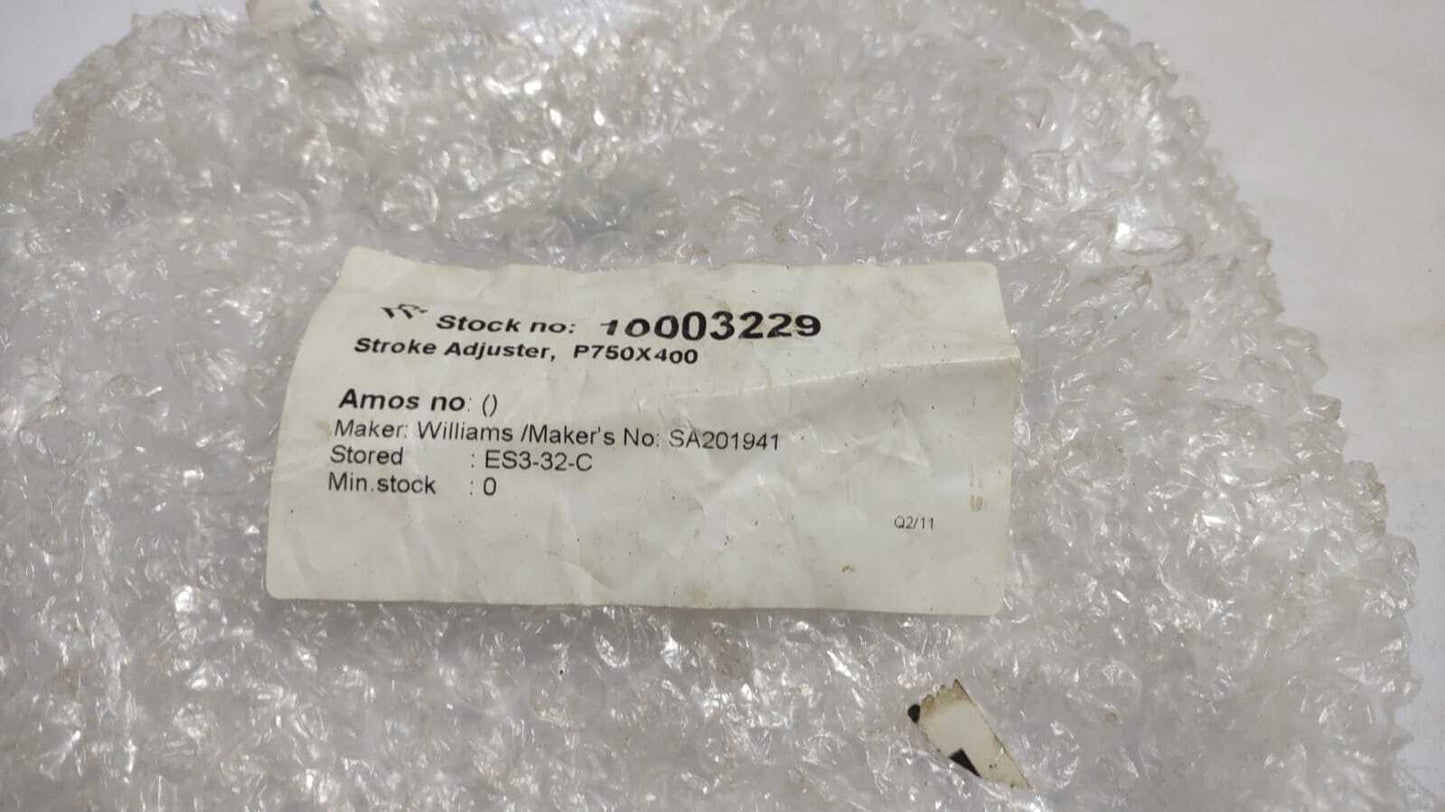 Stock no: 10003229
Stroke Adjuster, P750X400
Amos no: ()
Maker: Williams /Maker's No: SA201941
Stored : ES3-32-C
Min.stock : 0
Q2/11